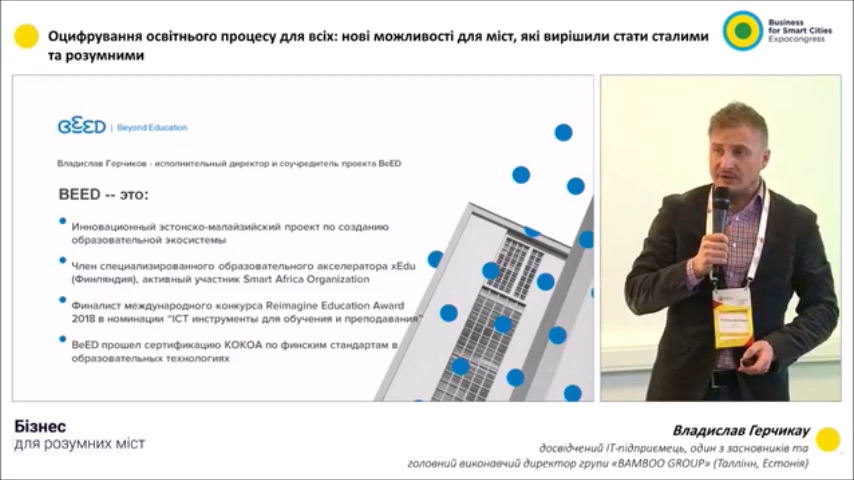 Оцифрування освітнього процесу для всіх: нові можливості для міст, які вирішили стати сталими
та розумними
Business
for Smart Cities
Expocongress
BEED | Beyond Education
Владислав Герчиков - исполнительный директор и соучредитель проекта BeED
BEED -- это:
Инновационный эстонско-малайзийский проект по созданию
образовательной экосистемы
Член специализированного образовательного акселератора xEdu
(Финляндия), активный участник Smart Africa Organization
Финалист международного конкурса Reimagine Education Award
2018 в номинации “ICT инструменты для обучения и преподавания”
BeED прошел сертификацию КОКОА по финским стандартам в
образовательных технологиях
Бізнес
для розумних міст
Владислав Герчикау
досвідчений ІТ-підприємець, один з засновників та
головний виконавчий директор групи «BAMBOO GROUP» (Таллінн, Естонія)